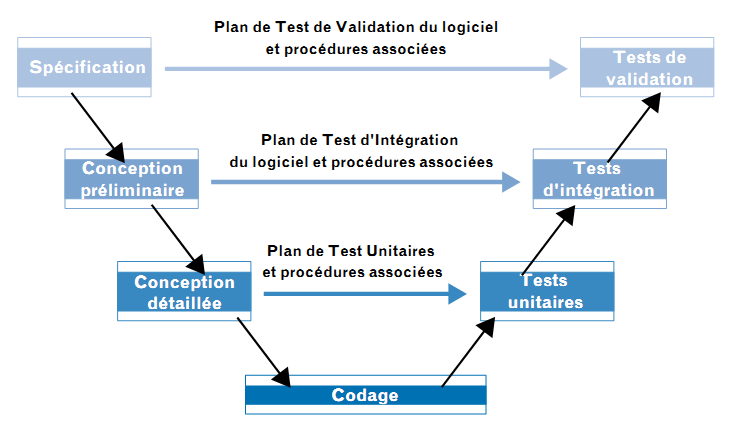 Plan de Test de Validation du logiciel
et procédures associées
Spécification
Tests de
validation
Plan de Test d'Intégration
du logiciel et procédures associées
Conception
préliminaire
Tests
d'intégration
Plan de Test Unitaires
et procédures associées
Conception
détaillée
Tests
unitaires
Codage